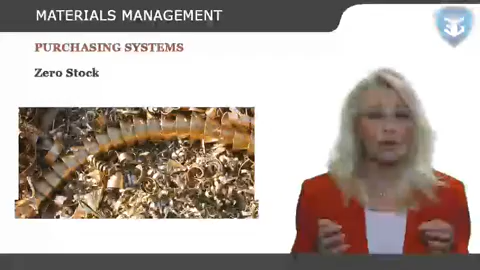 MATERIALS MANAGEMENT
PURCHASING SYSTEMS
Zero Stock